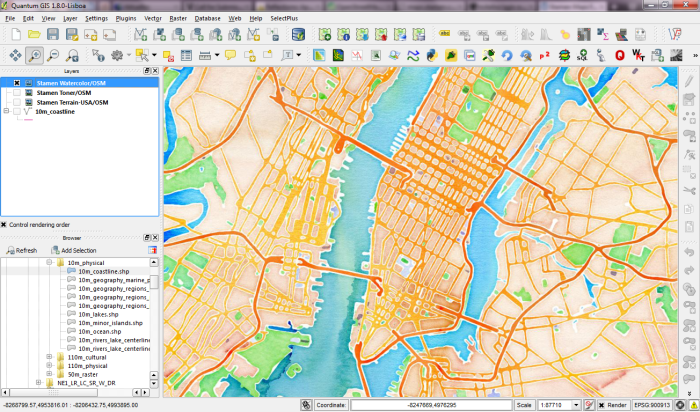 Quantum GIS 1.8.0-Lisboa
File Edit View Layer Settings Plugins Vector Raster Database Web Help SelectPlus
Layers
Stamen Watercolor/OSM
Stamen Toner/OSM
Stamen Terrain-USA/OSM
10m_coastline
Control rendering order
Browser
Refresh Add Selection
10m_physical
10m_coastline.shp
10m_geography_marine_p
10m_geography_regions_
10m_geography_regions_
10m_geography_regions_
10m_lakes.shp
10m_minor_islands.shp
10m_ocean.shp
10m_rivers_lake_centerline
10m_rivers_lake_centerline
110m_cultural
110m_physical
50m_raster
NE1_LR_LC_SR_W_DR
-8268799.57,4953816.01 : -8206432.75,4993895.00 Coordinate: -8247669,4976295 Scale 1:87710 Render EPSG:900913